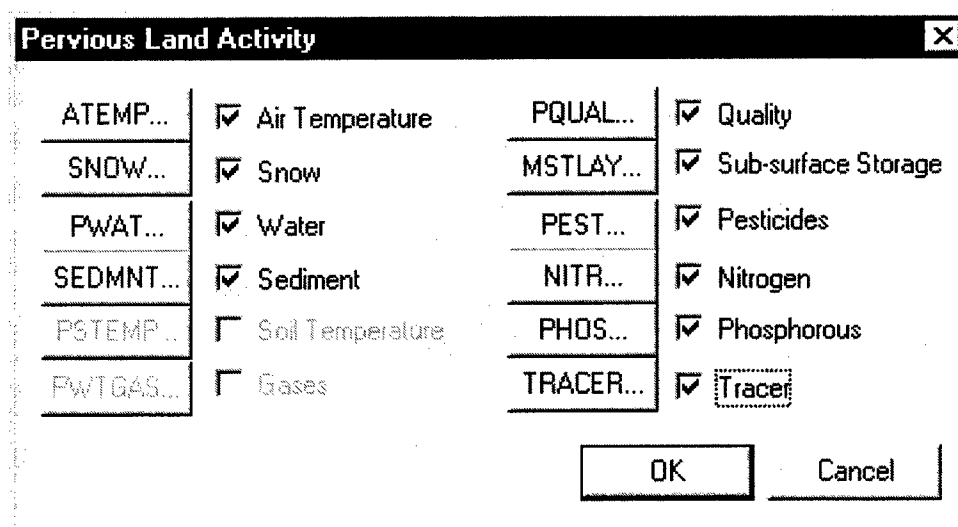 Pervious Land Activity
ATEMP... Air Temperature
SNOW... Snow
PWAT... Water
SEDMNT... Sediment
PSTEMP... Soil Temperature
PWTGAS... Gases
PQUAL... Quality
MSTLAY... Sub-surface Storage
PEST... Pesticides
NITR... Nitrogen
PHOS... Phosphorous
TRACER... Tracer
OK Cancel